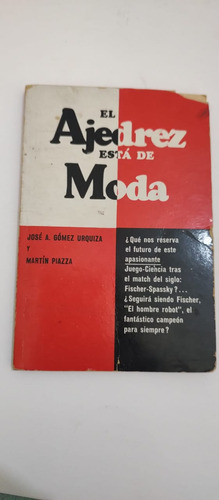 EL
Ajedrez
ESTÁ DE
Moda
JOSÉ A. GÓMEZ URQUIZA
Y
MARTÍN PIAZZA
¿Qué nos reserva
el futuro de este
apasionante
Juego-Ciencia tras
el match del siglo:
Fischer-Spassky?...
¿Seguirá siendo Fischer,
"El hombre robot", el
fantástico campeón
para siempre?